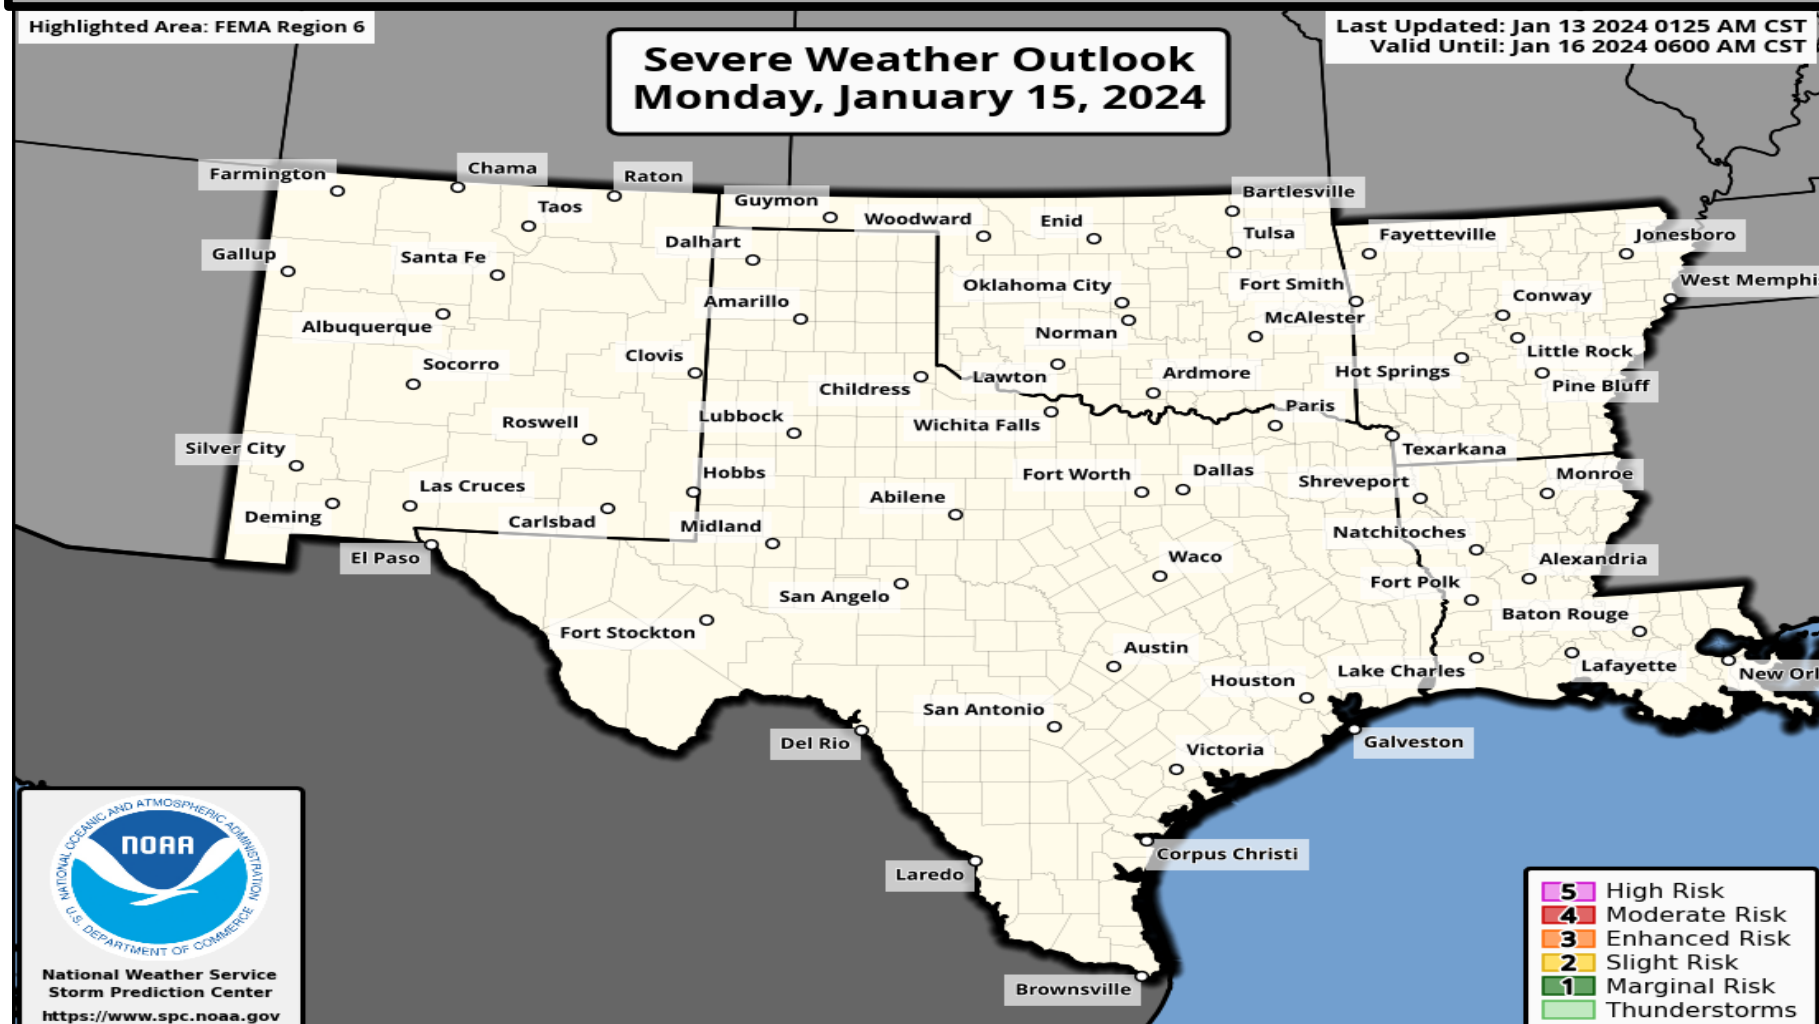 Highlighted Area: FEMA Region 6
Severe Weather Outlook
Monday, January 15, 2024
Last Updated: Jan 13 2024 0125 AM CST
Valid Until: Jan 16 2024 0600 AM CST
Farmington
Chama
Raton
Taos
Guymon
Woodward
Enid
Bartlesville
Gallup
Santa Fe
Dalhart
Tulsa
Fayetteville
Jonesboro
Albuquerque
Amarillo
Oklahoma City
Fort Smith
Conway
West Memphi
Norman
McAlester
Socorro
Clovis
Childress
Lawton
Ardmore
Hot Springs
Little Rock
Pine Bluff
Roswell
Lubbock
Wichita Falls
Paris
Texarkana
Silver City
Las Cruces
Hobbs
Abilene
Fort Worth
Dallas
Shreveport
Monroe
Deming
Carlsbad
Midland
Natchitoches
El Paso
San Angelo
Waco
Fort Polk
Alexandria
Fort Stockton
Austin
Baton Rouge
Houston
Lake Charles
Lafayette
New Orl
San Antonio
Del Rio
Victoria
Galveston
Laredo
Corpus Christi
Brownsville
NATIONAL OCEANIC AND ATMOSPHERIC ADMINISTRATION
NOAA
U.S. DEPARTMENT OF COMMERCE
National Weather Service
Storm Prediction Center
https://www.spc.noaa.gov
5 High Risk
4 Moderate Risk
3 Enhanced Risk
2 Slight Risk
1 Marginal Risk
Thunderstorms